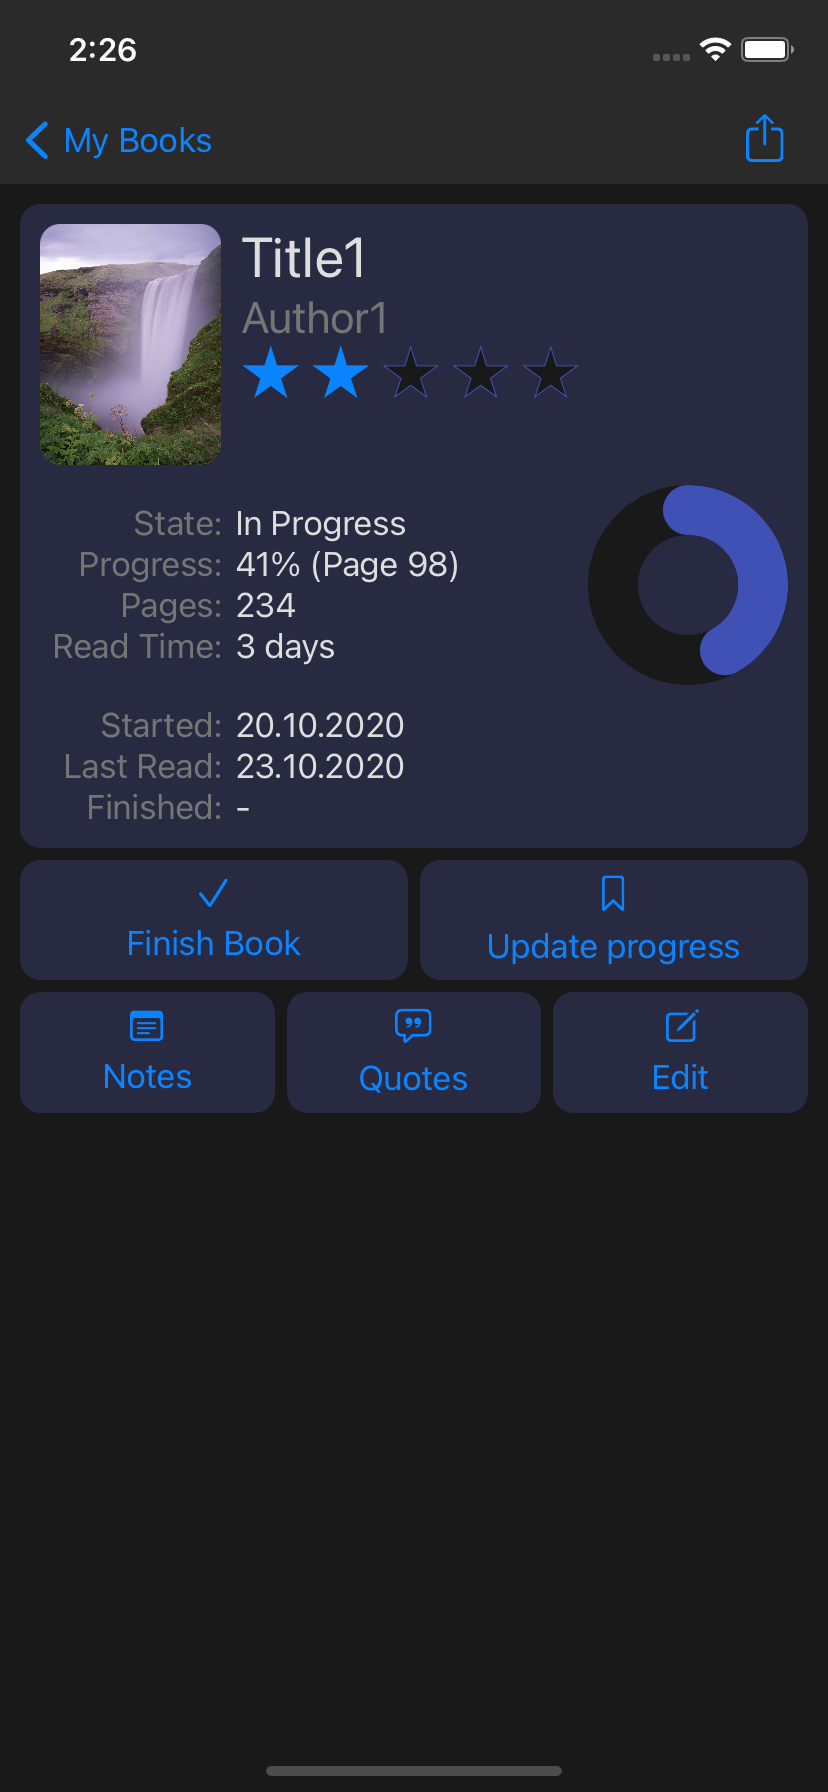 2:26
My Books
Title1
Author1
State: In Progress
Progress: 41% (Page 98)
Pages: 234
Read Time: 3 days
Started: 20.10.2020
Last Read: 23.10.2020
Finished: -
Finish Book
Update progress
Notes
Quotes
Edit